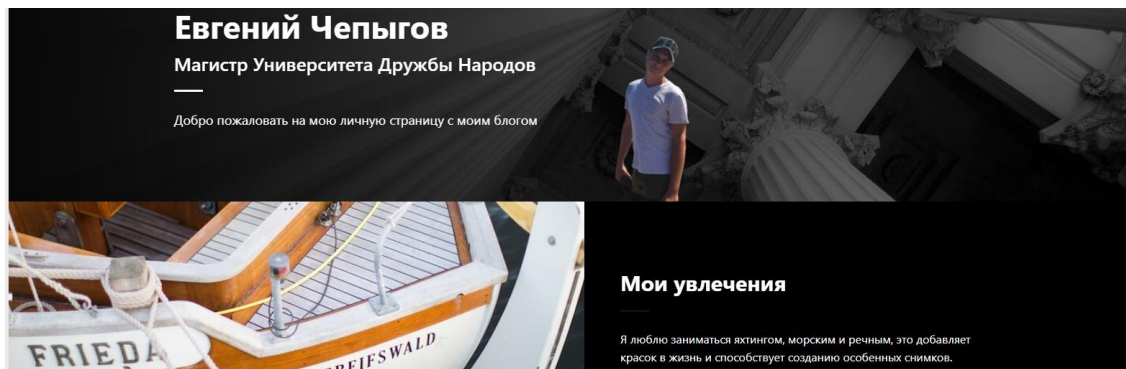 Евгений Чепыгов
Магистр Университета Дружбы Народов
Добро пожаловать на мою личную страницу с моим блогом
Мои увлечения
Я люблю заниматься яхтингом, морским и речным, это добавляет
красок в жизнь и способствует созданию особенных снимков.
FRIEDA